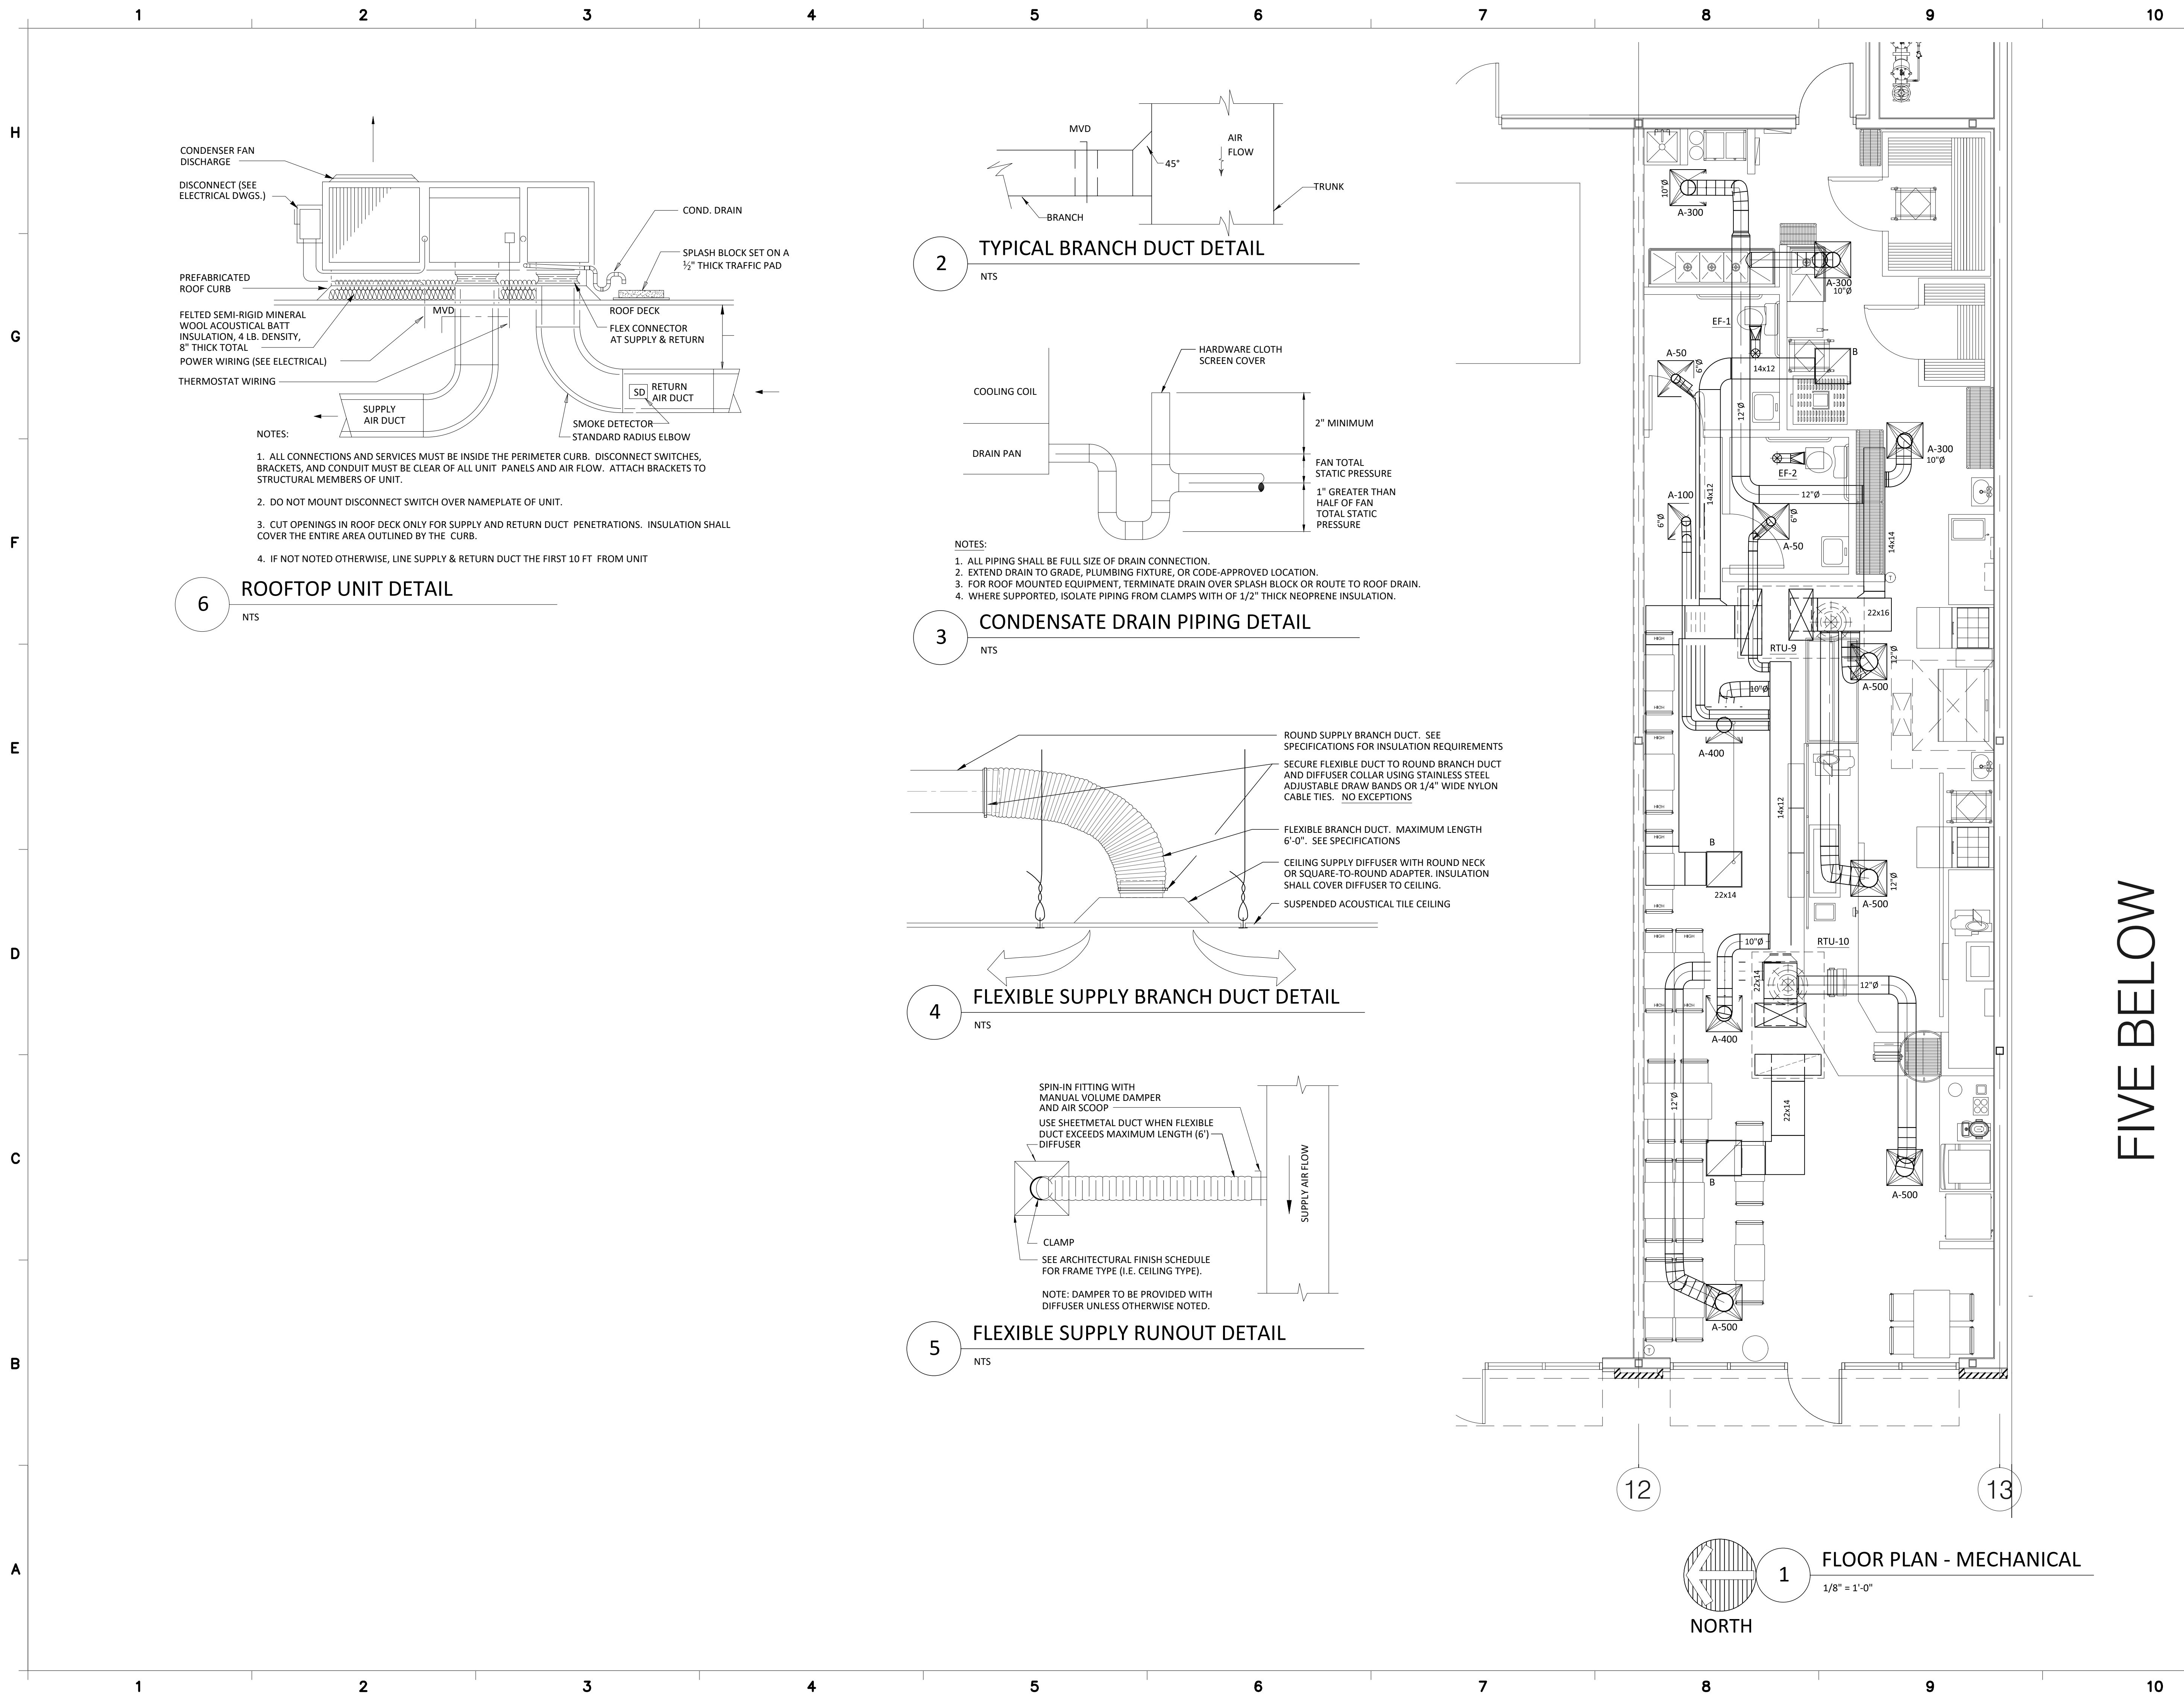 1 2 3 4 5 6 7 8 9 10
H
G
F
E
D
C
B
A
CONDENSER FAN
DISCHARGE
DISCONNECT (SEE
ELECTRICAL DWGS.)
PREFABRICATED
ROOF CURB
FELTED SEMI-RIGID MINERAL
WOOL ACOUSTICAL BATT
INSULATION, 4 LB. DENSITY,
8" THICK TOTAL
POWER WIRING (SEE ELECTRICAL)
THERMOSTAT WIRING
COND. DRAIN
SPLASH BLOCK SET ON A
½" THICK TRAFFIC PAD
MVD
ROOF DECK
FLEX CONNECTOR
AT SUPPLY & RETURN
SD
RETURN
AIR DUCT
SUPPLY
AIR DUCT
SMOKE DETECTOR
STANDARD RADIUS ELBOW
NOTES:
1. ALL CONNECTIONS AND SERVICES MUST BE INSIDE THE PERIMETER CURB. DISCONNECT SWITCHES,
BRACKETS, AND CONDUIT MUST BE CLEAR OF ALL UNIT PANELS AND AIR FLOW. ATTACH BRACKETS TO
STRUCTURAL MEMBERS OF UNIT.
2. DO NOT MOUNT DISCONNECT SWITCH OVER NAMEPLATE OF UNIT.
3. CUT OPENINGS IN ROOF DECK ONLY FOR SUPPLY AND RETURN DUCT PENETRATIONS. INSULATION SHALL
COVER THE ENTIRE AREA OUTLINED BY THE CURB.
4. IF NOT NOTED OTHERWISE, LINE SUPPLY & RETURN DUCT THE FIRST 10 FT FROM UNIT
6
ROOFTOP UNIT DETAIL
NTS
MVD
AIR
FLOW
45°
TRUNK
BRANCH
2
TYPICAL BRANCH DUCT DETAIL
NTS
HARDWARE CLOTH
SCREEN COVER
COOLING COIL
DRAIN PAN
2" MINIMUM
FAN TOTAL
STATIC PRESSURE
1" GREATER THAN
HALF OF FAN
TOTAL STATIC
PRESSURE
NOTES:
1. ALL PIPING SHALL BE FULL SIZE OF DRAIN CONNECTION.
2. EXTEND DRAIN TO GRADE, PLUMBING FIXTURE, OR CODE-APPROVED LOCATION.
3. FOR ROOF MOUNTED EQUIPMENT, TERMINATE DRAIN OVER SPLASH BLOCK OR ROUTE TO ROOF DRAIN.
4. WHERE SUPPORTED, ISOLATE PIPING FROM CLAMPS WITH OF 1/2" THICK NEOPRENE INSULATION.
3
CONDENSATE DRAIN PIPING DETAIL
NTS
ROUND SUPPLY BRANCH DUCT. SEE
SPECIFICATIONS FOR INSULATION REQUIREMENTS
SECURE FLEXIBLE DUCT TO ROUND BRANCH DUCT
AND DIFFUSER COLLAR USING STAINLESS STEEL
ADJUSTABLE DRAW BANDS OR 1/4" WIDE NYLON
CABLE TIES. NO EXCEPTIONS
FLEXIBLE BRANCH DUCT. MAXIMUM LENGTH
6'-0". SEE SPECIFICATIONS
CEILING SUPPLY DIFFUSER WITH ROUND NECK
OR SQUARE-TO-ROUND ADAPTER. INSULATION
SHALL COVER DIFFUSER TO CEILING.
SUSPENDED ACOUSTICAL TILE CEILING
4
FLEXIBLE SUPPLY BRANCH DUCT DETAIL
NTS
SPIN-IN FITTING WITH
MANUAL VOLUME DAMPER
AND AIR SCOOP
USE SHEETMETAL DUCT WHEN FLEXIBLE
DUCT EXCEEDS MAXIMUM LENGTH (6')
DIFFUSER
SUPPLY AIR FLOW
CLAMP
SEE ARCHITECTURAL FINISH SCHEDULE
FOR FRAME TYPE (I.E. CEILING TYPE).
NOTE: DAMPER TO BE PROVIDED WITH
DIFFUSER UNLESS OTHERWISE NOTED.
5
FLEXIBLE SUPPLY RUNOUT DETAIL
NTS
10"Ø
A-300
A-300
10"Ø
EF-1
A-50
6"Ø
14x12
B
12"Ø
A-300
10"Ø
EF-2
12"Ø
A-100
6"Ø
14x12
6"Ø
A-50
14x14
T
22x16
HIGH
RTU-9
12"Ø
A-500
10"Ø
HIGH
HIGH
A-400
14x12
HIGH
HIGH
B
22x14
12"Ø
A-500
HIGH
HIGH HIGH
10"Ø
RTU-10
22x14
12"Ø
HIGH HIGH
A-400
12"Ø
22x14
B
A-500
A-500
T
12
13
FIVE BELOW
NORTH
1
FLOOR PLAN - MECHANICAL
1/8" = 1'-0"
1 2 3 4 5 6 7 8 9 10